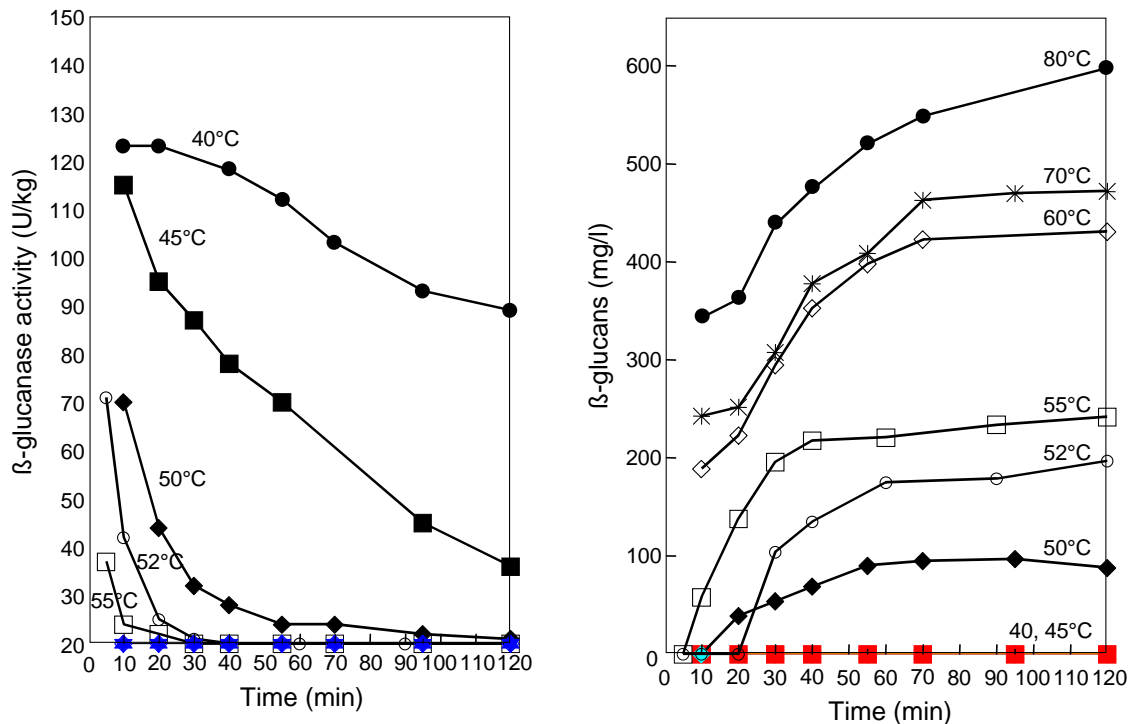 150
140
130
120
110
100
90
80
70
60
50
40
30
20
ß-glucanase activity (U/kg)
40°C
45°C
50°C
52°C
55°C
0 10 20 30 40 50 60 70 80 90 100 120
Time (min)
600
500
400
300
200
100
0
ß-glucans (mg/l)
80°C
70°C
60°C
55°C
52°C
50°C
40, 45°C
0 10 20 30 40 50 60 70 80 90 100 120
Time (min)